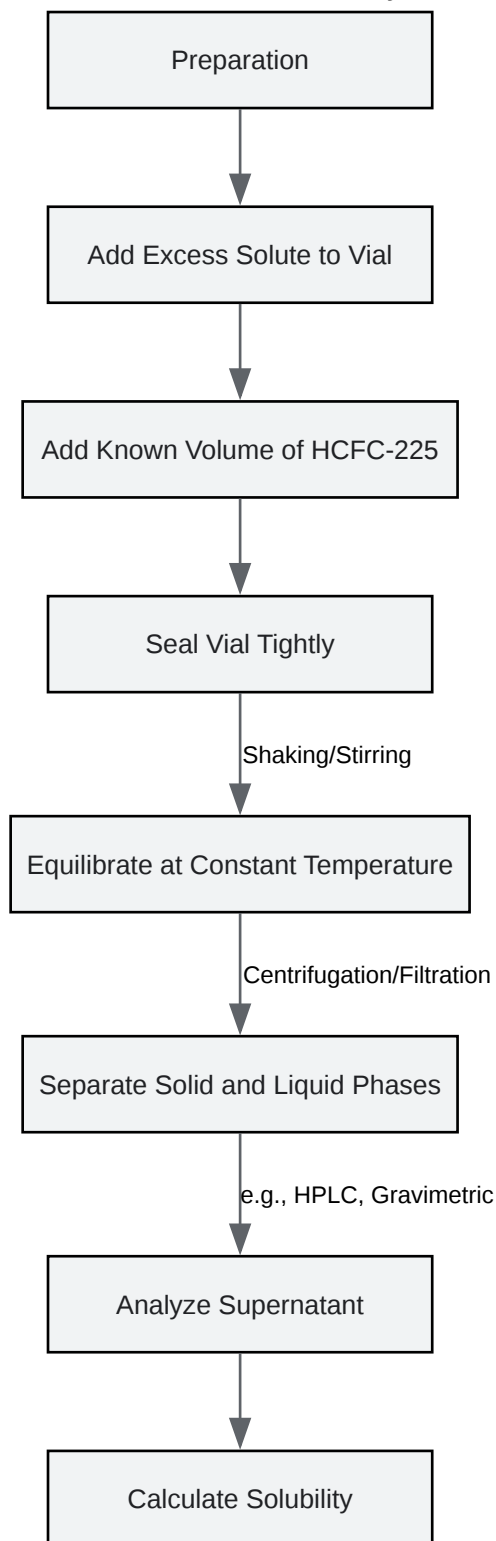 Preparation
Add Excess Solute to Vial
Add Known Volume of HCFC-225
Seal Vial Tightly
Shaking/Stirring
Equilibrate at Constant Temperature
Centrifugation/Filtration
Separate Solid and Liquid Phases
e.g., HPLC, Gravimetric
Analyze Supernatant
Calculate Solubility